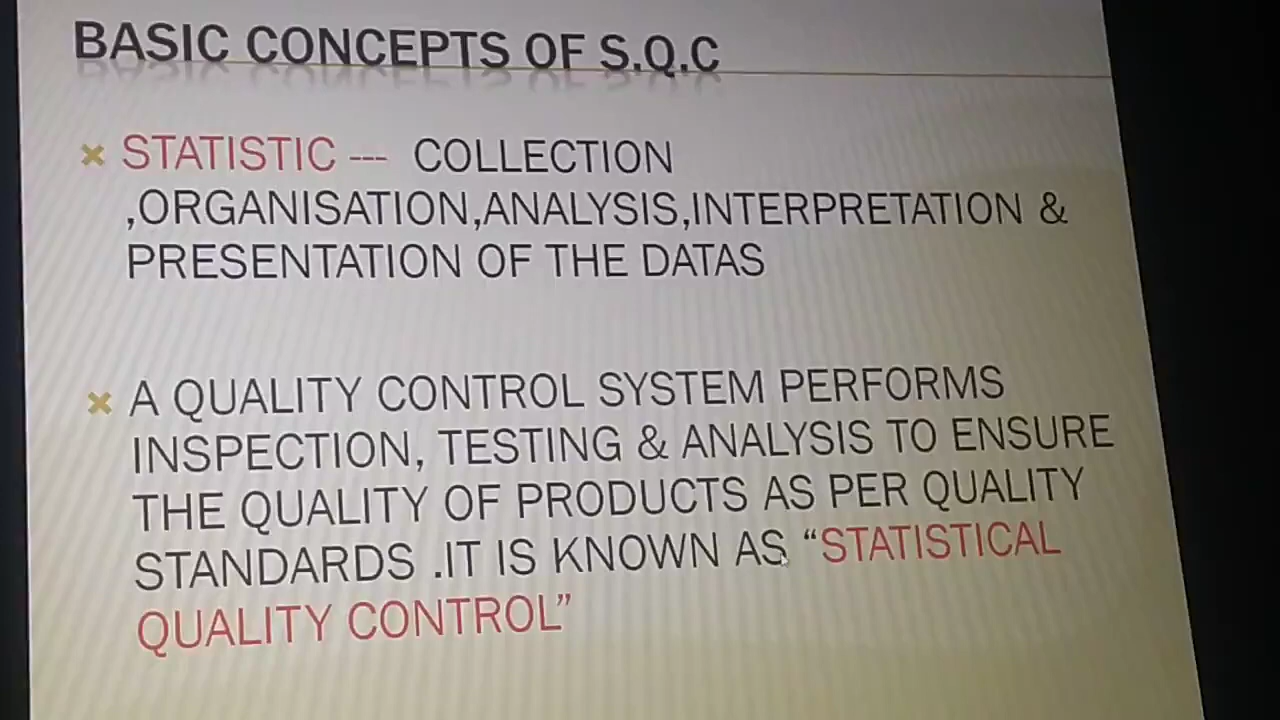 BASIC CONCEPTS OF S.Q.C
STATISTIC --- COLLECTION
,ORGANISATION,ANALYSIS,INTERPRETATION &
PRESENTATION OF THE DATAS
A QUALITY CONTROL SYSTEM PERFORMS
INSPECTION, TESTING & ANALYSIS TO ENSURE
THE QUALITY OF PRODUCTS AS PER QUALITY
STANDARDS .IT IS KNOWN AS “STATISTICAL
QUALITY CONTROL”